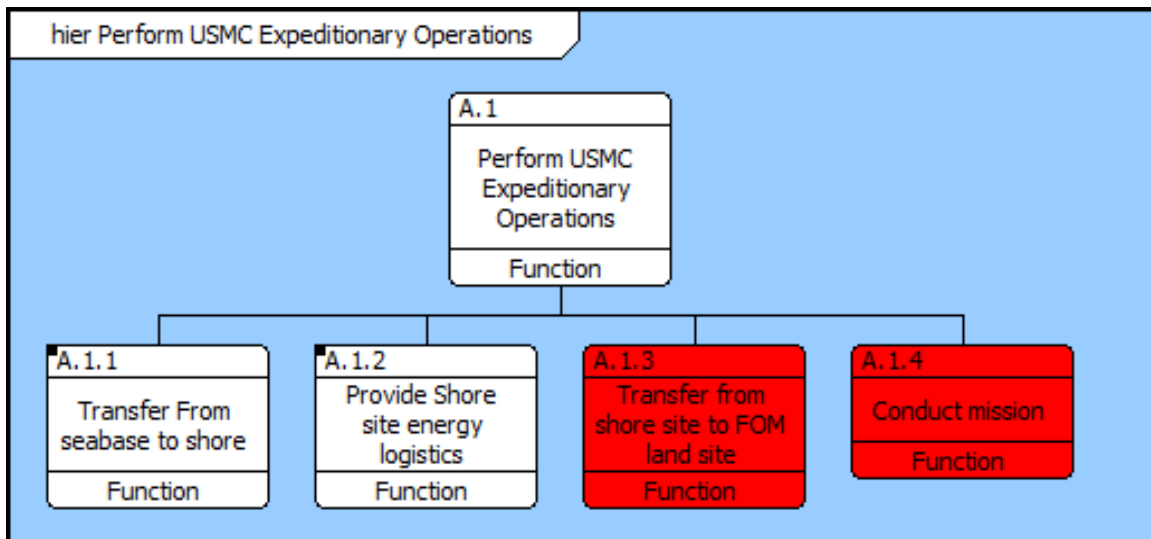 hier Perform USMC Expeditionary Operations
A.1
Perform USMC
Expeditionary
Operations
Function
A.1.1
Transfer From
seabase to shore
Function
A.1.2
Provide Shore
site energy
logistics
Function
A.1.3
Transfer from
shore site to FOM
land site
Function
A.1.4
Conduct mission
Function